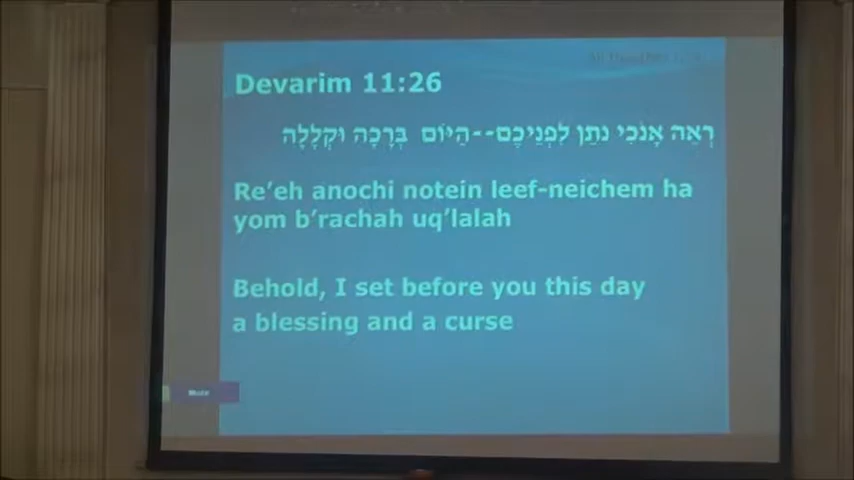 Devarim 11:26
רְאֵה אָנֹכִי נֹתֵן לִפְנֵיכֶם--הַיּוֹם בְּרָכָה וּקְלָלָה
Re'eh anochi notein leef-neichem ha
yom b'rachah uq'lalah
Behold, I set before you this day
a blessing and a curse
Mute